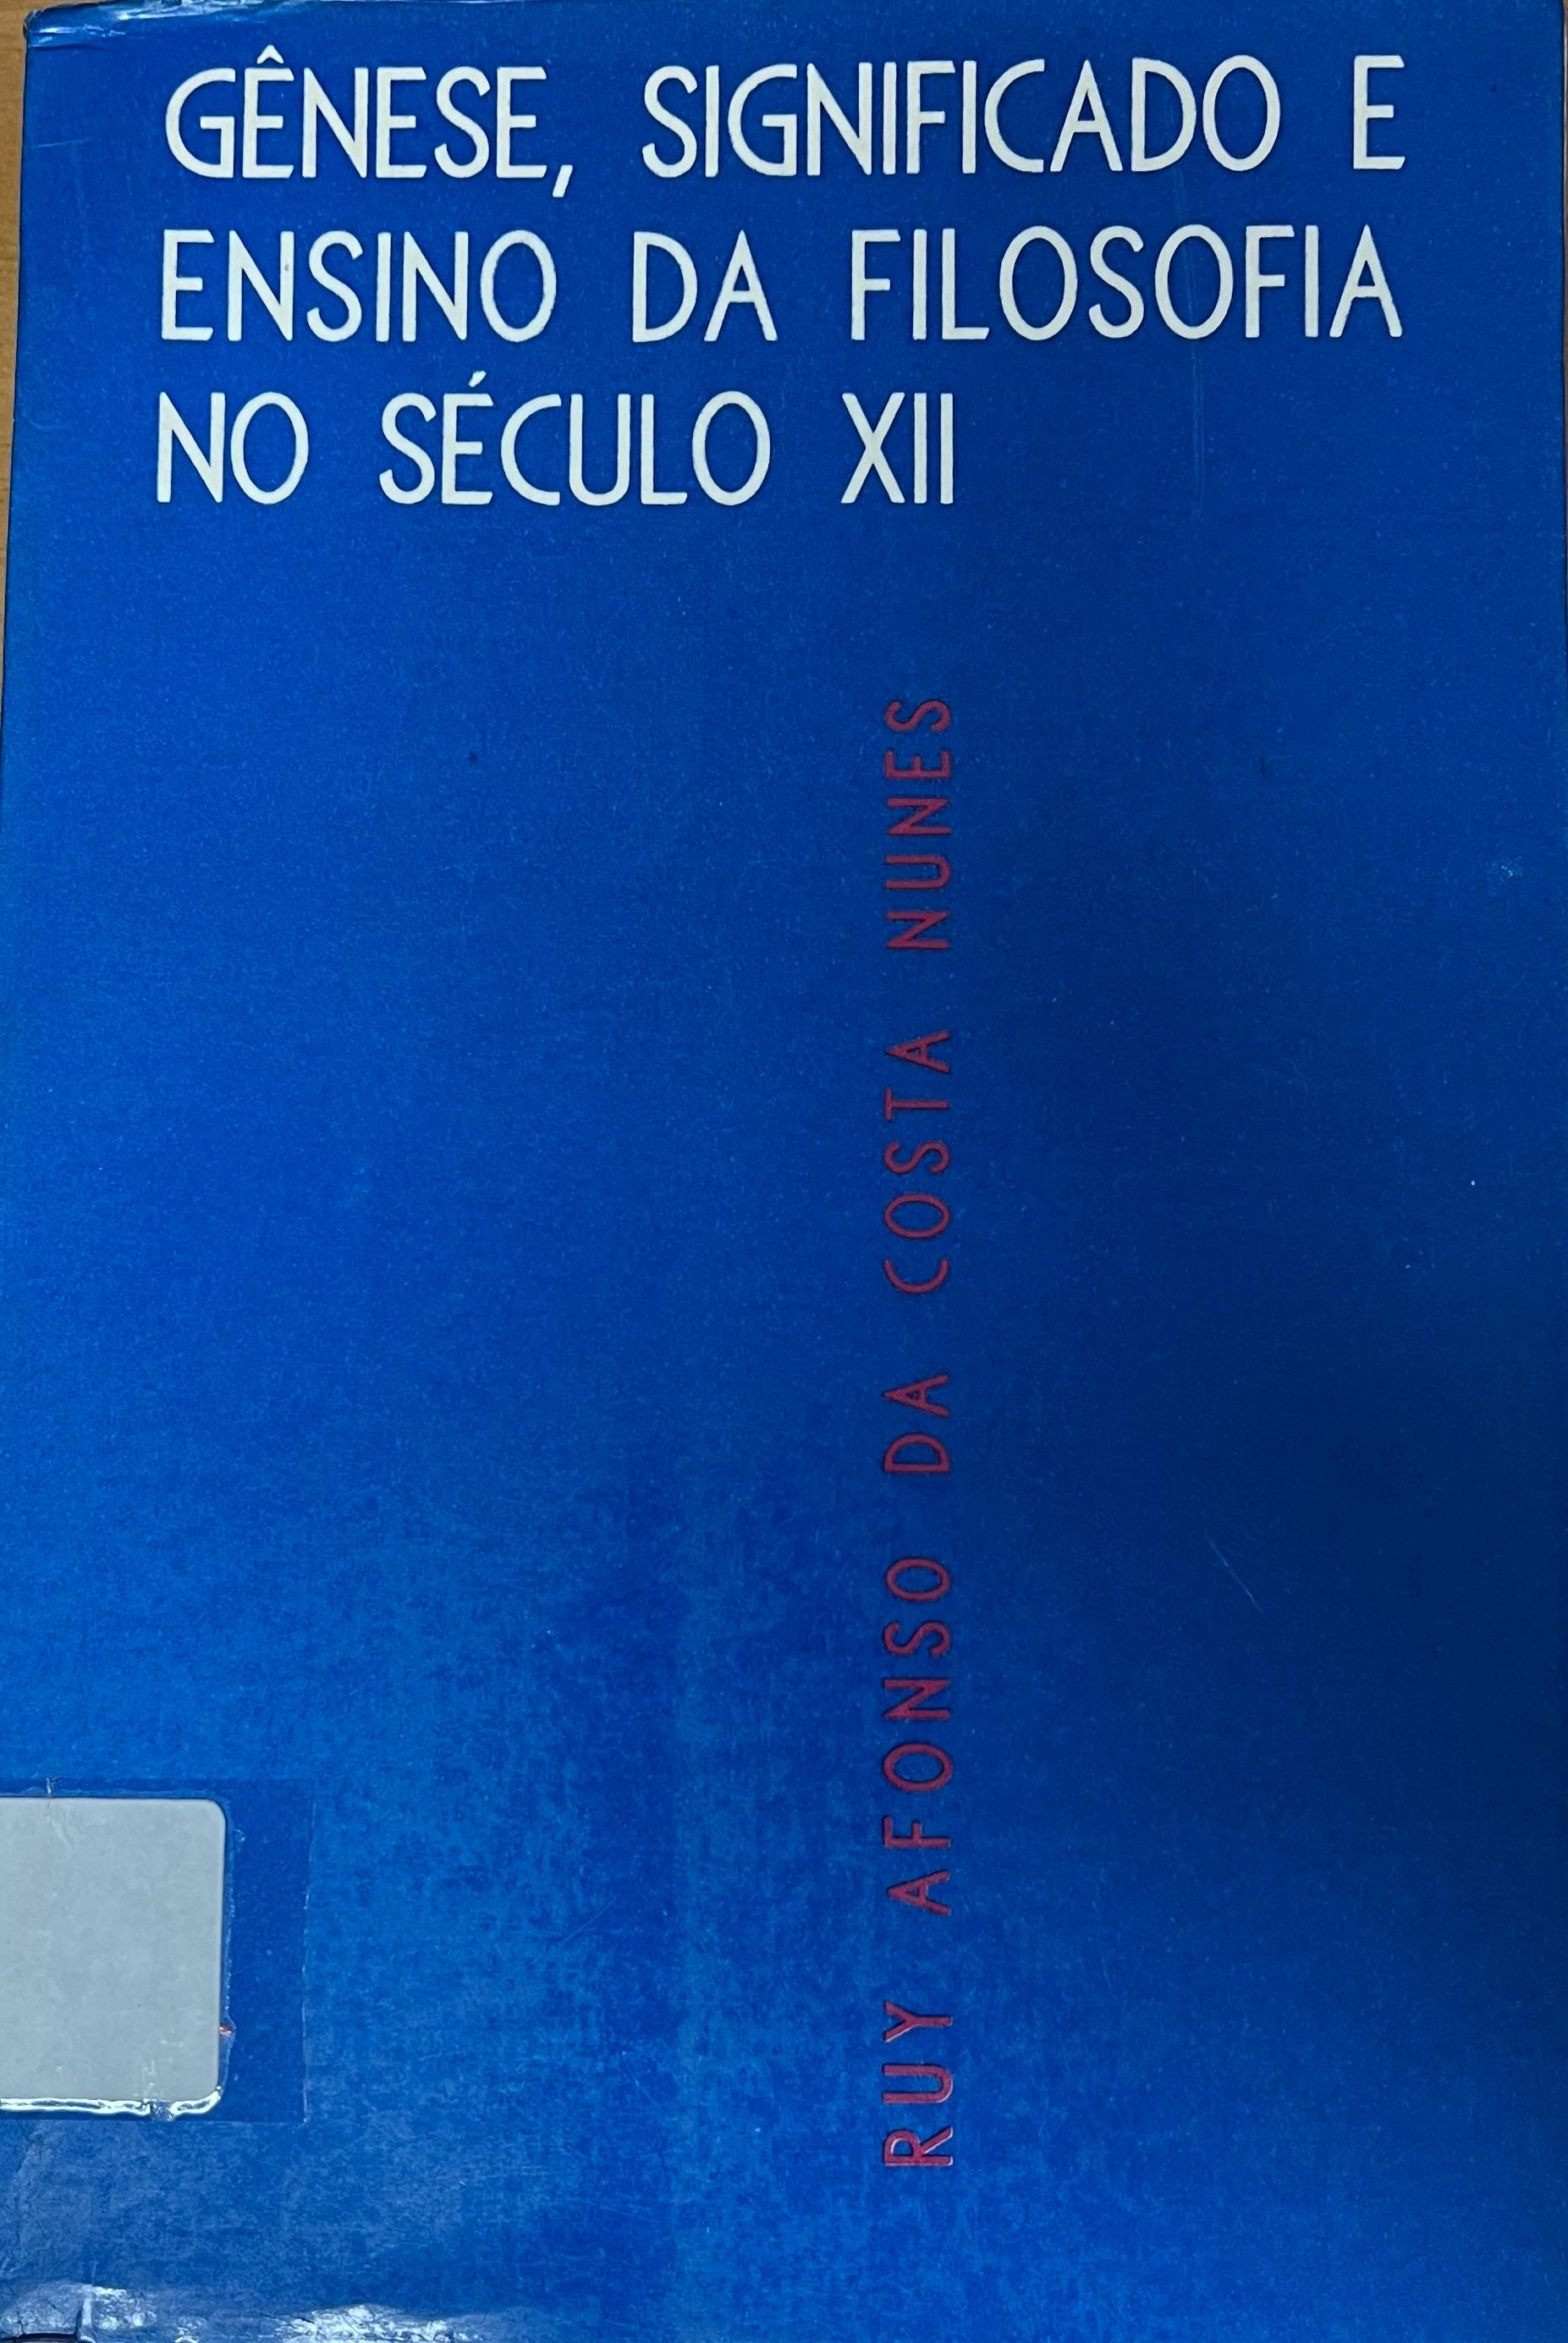 GÊNESE, SIGNIFICADO E
ENSINO DA FILOSOFIA
NO SÉCULO XII
RUY AFONSO DA COSTA NUNES